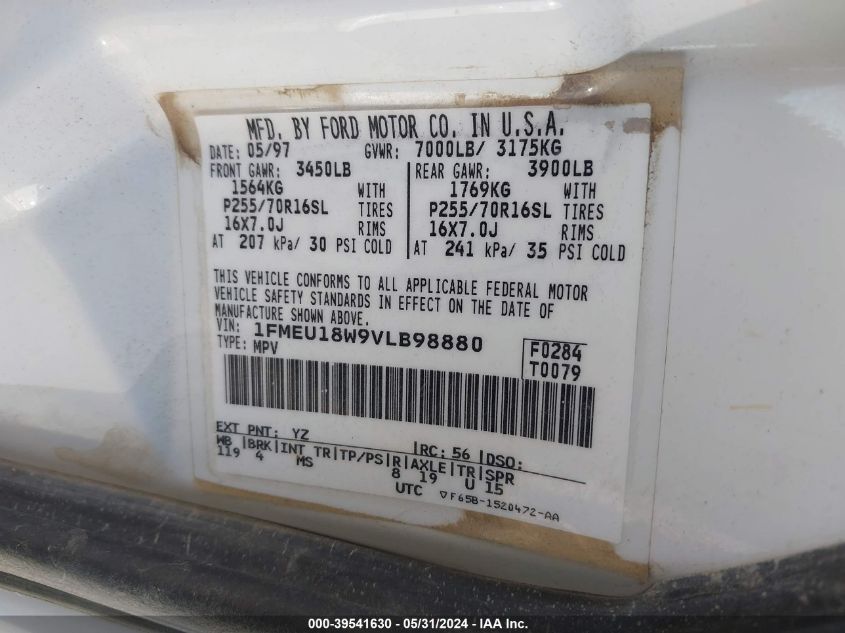 MFD. BY FORD MOTOR CO. IN U.S.A.
DATE: 05/97 GVWR: 7000LB/ 3175KG
FRONT GAWR: 3450LB REAR GAWR: 3900LB
1564KG WITH 1769KG WITH
P255/70R16SL TIRES P255/70R16SL TIRES
16X7.0J RIMS 16X7.0J RIMS
AT 207 kPa/ 30 PSI COLD AT 241 kPa/ 35 PSI COLD
THIS VEHICLE CONFORMS TO ALL APPLICABLE FEDERAL MOTOR
VEHICLE SAFETY STANDARDS IN EFFECT ON THE DATE OF
MANUFACTURE SHOWN ABOVE.
VIN: 1FMEU18W9VLB98880
TYPE: MPV
F0284
T0079
EXT PNT: YZ RC: 56 DSO:
WB BRK INT TR TP/PS R AXLE TR SPR
119 4 MS 8 19 U 15
UTC ▽F65B-1520472-AA
000-39541630 - 05/31/2024 - IAA Inc.